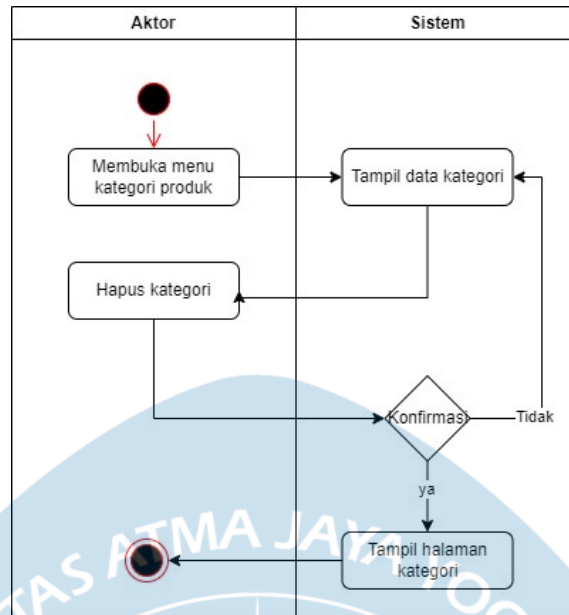 Aktor
Sistem
Membuka menu
kategori produk
Tampil data kategori
Hapus kategori
Konfirmasi
Tidak
ya
Tampil halaman
kategori
TAS ATMA JAYA YO